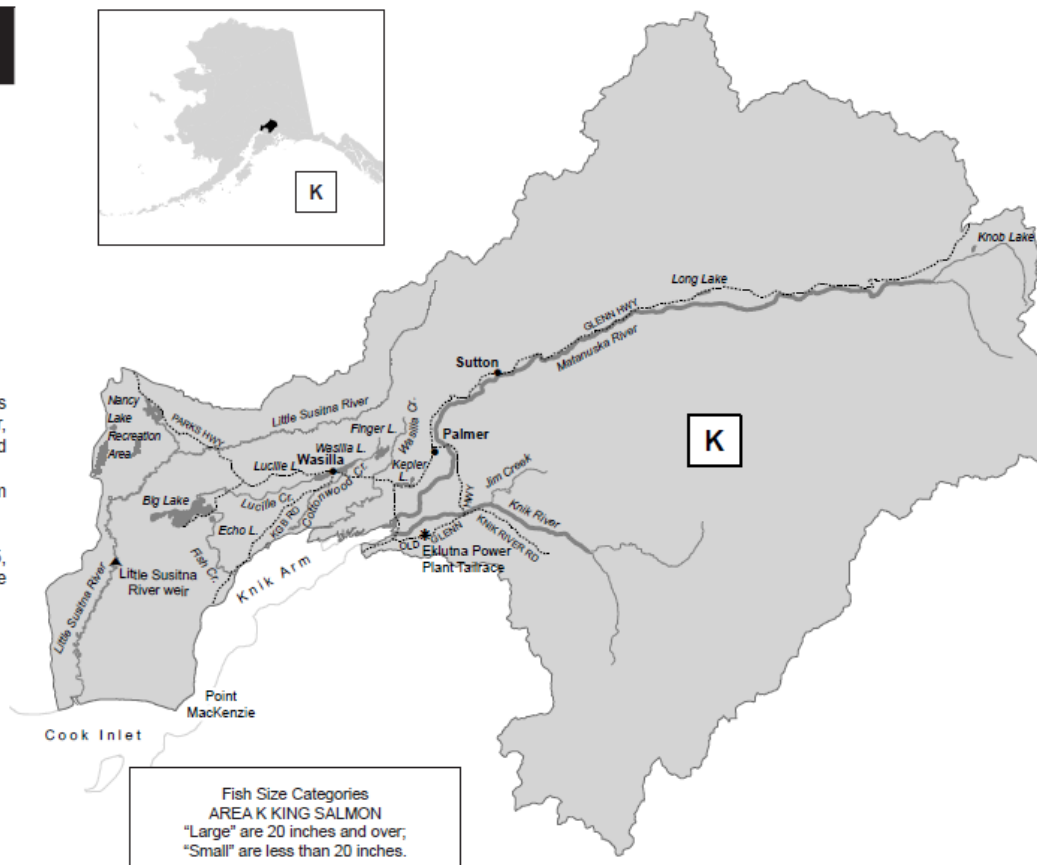 K
Knob Lake
Long Lake
GLENN HWY
Matanuska River
Sutton
Little Susitna River
Wasilla Cr.
Nancy
Lake
Recreation
Area
PARKS HWY
Finger L.
Palmer
K
Wasilla L.
Wasilla
Lucille L.
Kepler
L.
Jim Creek
Big Lake
Lucille Cr.
Cottonwood Cr.
KGB RD
Echo L.
Fish Cr.
HWY
Knik River
KNIK RIVER RD
OLD GLENN
Eklutna Power
Plant Tailrace
Knik Arm
Little Susitna
River weir
Little Susitna River
Point
MacKenzie
Cook Inlet
Fish Size Categories
AREA K KING SALMON
"Large" are 20 inches and over;
"Small" are less than 20 inches.